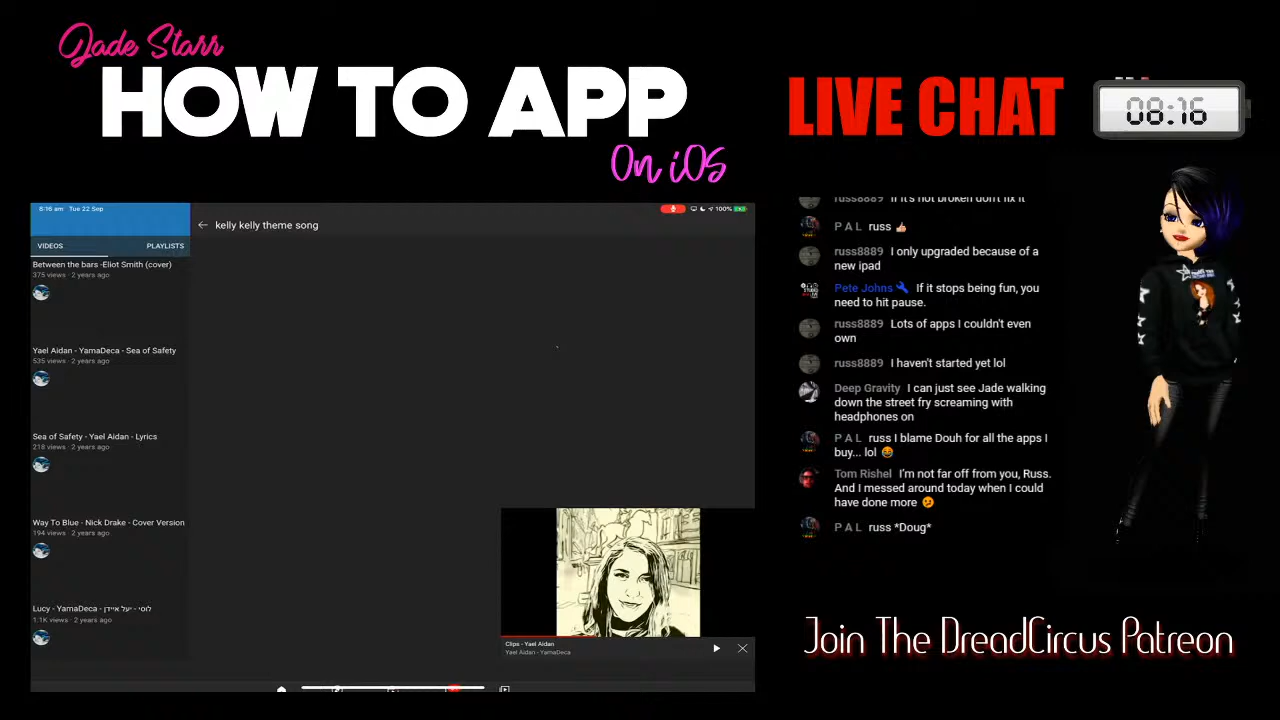 Jade Starr
HOW TO APP
On iOS
LIVE CHAT
08:16
8:16 am Tue 22 Sep
kelly kelly theme song
100%
VIDEOS
PLAYLISTS
Between the bars -Eliot Smith (cover)
375 views · 2 years ago
Yael Aidan - YamaDeca - Sea of Safety
535 views · 2 years ago
Sea of Safety - Yael Aidan - Lyrics
218 views · 2 years ago
Way To Blue - Nick Drake - Cover Version
194 views · 2 years ago
Lucy - YamaDeca - לוסי - יעל איידן
1.1K views · 2 years ago
Clips - Yael Aidan
Yael Aidan - YamaDeca
russ8889 If it's not broken don't fix it
P A L russ 👍🏻
russ8889 I only upgraded because of a
new ipad
Pete Johns 🔧 If it stops being fun, you
need to hit pause.
russ8889 Lots of apps I couldn't even
own
russ8889 I haven't started yet lol
Deep Gravity I can just see Jade walking
down the street fry screaming with
headphones on
P A L russ I blame Douh for all the apps I
buy... lol 😆
Tom Rishel I'm not far off from you, Russ.
And I messed around today when I could
have done more 😕
P A L russ *Doug*
Join The DreadCircus Patreon